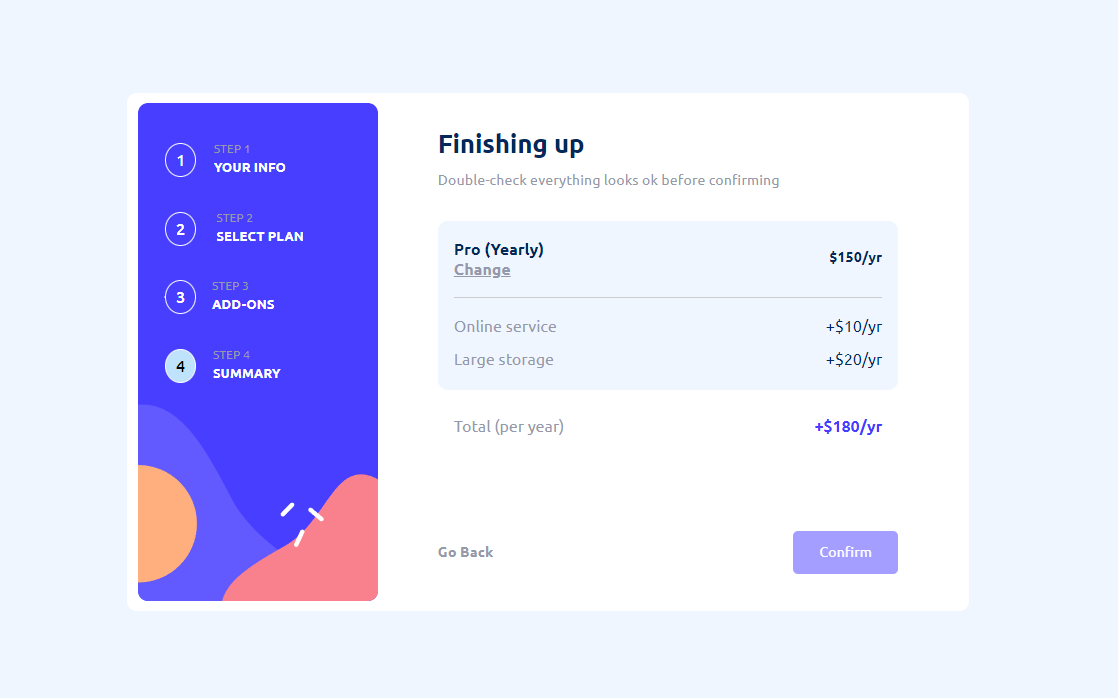 1
STEP 1
YOUR INFO
2
STEP 2
SELECT PLAN
3
STEP 3
ADD-ONS
4
STEP 4
SUMMARY
Finishing up
Double-check everything looks ok before confirming
Pro (Yearly)
Change
$150/yr
Online service +$10/yr
Large storage +$20/yr
Total (per year) +$180/yr
Go Back Confirm